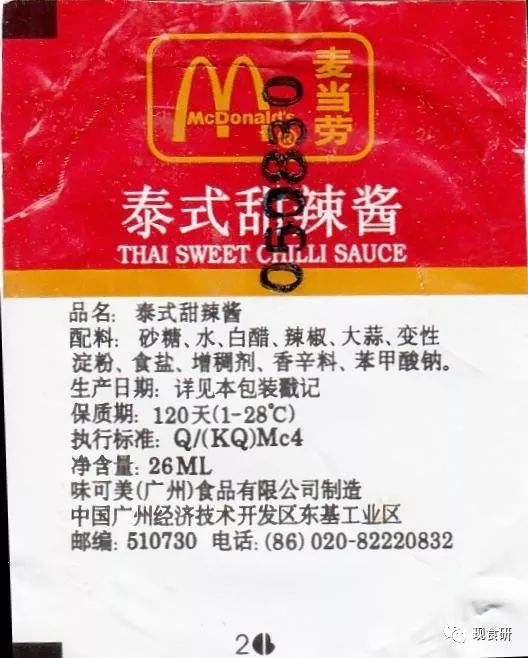 麦当劳
McDonald's
®
050830
泰式甜辣酱
THAI SWEET CHILLI SAUCE
品名: 泰式甜辣酱
配料: 砂糖、水、白醋、辣椒、大蒜、变性
淀粉、食盐、增稠剂、香辛料、苯甲酸钠。
生产日期: 详见本包装戳记
保质期: 120天(1-28℃)
执行标准: Q/(KQ)Mc4
净含量: 26ML
味可美(广州)食品有限公司制造
中国广州经济技术开发区东基工业区
邮编: 510730 电话: (86) 020-82220832
现食研